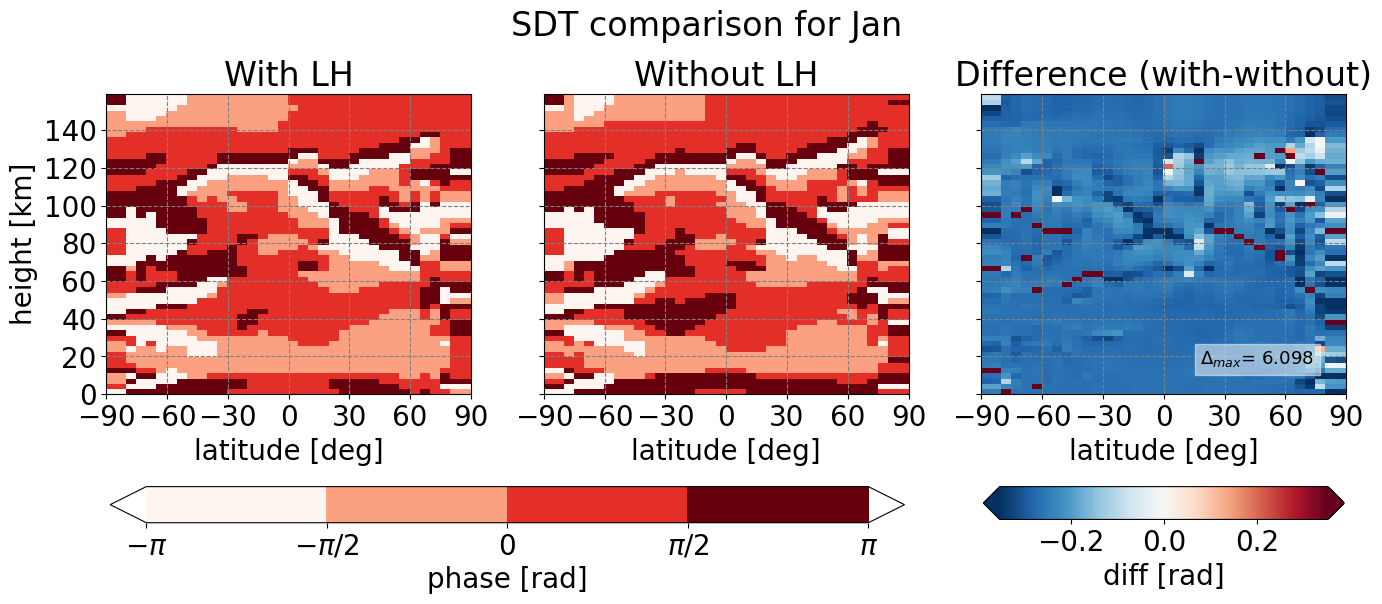 SDT comparison for Jan
With LH
Without LH
Difference (with-without)
height [km]
140
120
100
80
60
40
20
0
Δmax= 6.098
−90 −60 −30 0 30 60 90
−90 −60 −30 0 30 60 90
−90 −60 −30 0 30 60 90
latitude [deg]
latitude [deg]
latitude [deg]
−π −π/2 0 π/2 π
phase [rad]
−0.2 0.0 0.2
diff [rad]